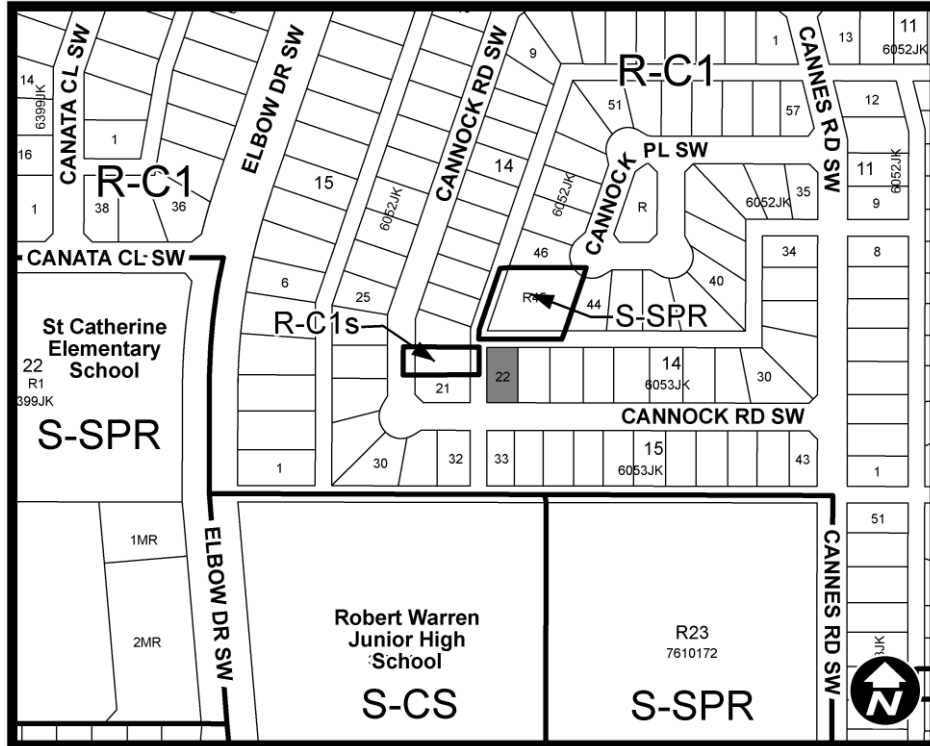 CANATA CL SW
ELBOW DR SW
CANNOCK RD SW
9
R-C1
1
CANNES RD SW
13
11
6052JK
14
6399JK
16
1
1
R-C1
38
36
15
6052JK
14
6052JK
51
57
12
CANNOCK
PL SW
R
6052JK
35
11
6052JK
9
CANATA CL SW
6
25
46
44
40
34
8
S-SPR
R-C1s
St Catherine
Elementary
School
22
R1
399JK
S-SPR
21
22
14
6053JK
30
CANNOCK RD SW
1
30
32
33
15
6053JK
43
1
1MR
2MR
ELBOW DR SW
Robert Warren
Junior High
School
S-CS
R23
7610172
S-SPR
CANNES RD SW
51
3JK
N